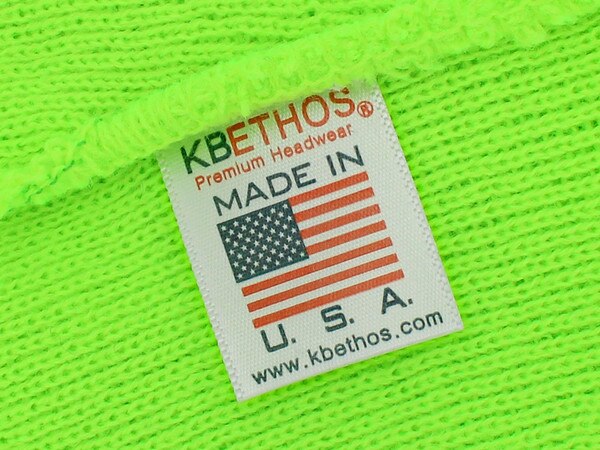 KBETHOS®
Premium Headwear
MADE IN
U. S. A.
www.kbethos.com